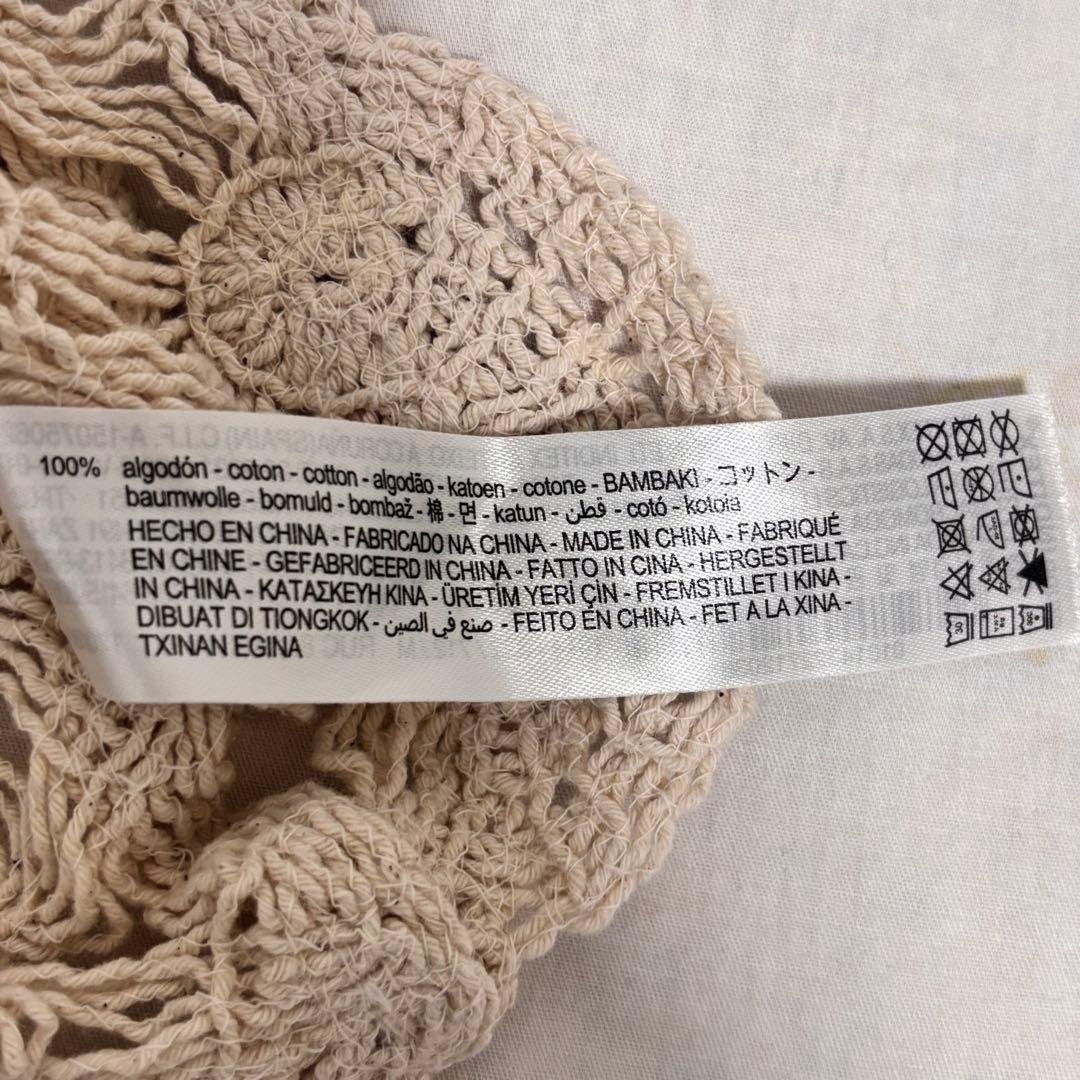 100% algodón - coton - cotton - algodão - katoen - cotone - BAMBAKI - コットン -
baumwolle - bomuld - bombaž - 棉 - 면 - katun - قطن - cotó - kotoia
HECHO EN CHINA - FABRICADO NA CHINA - MADE IN CHINA - FABRIQUÉ
EN CHINE - GEFABRICEERD IN CHINA - FATTO IN CINA - HERGESTELLT
IN CHINA - ΚΑΤΑΣΚΕΥΗ ΚΙΝΑ - ÜRETİM YERİ ÇİN - FREMSTILLET I KINA -
DIBUAT DI TIONGKOK - صنع في الصين - FEITO EN CHINA - FET A LA XINA -
TXINAN EGINA
30